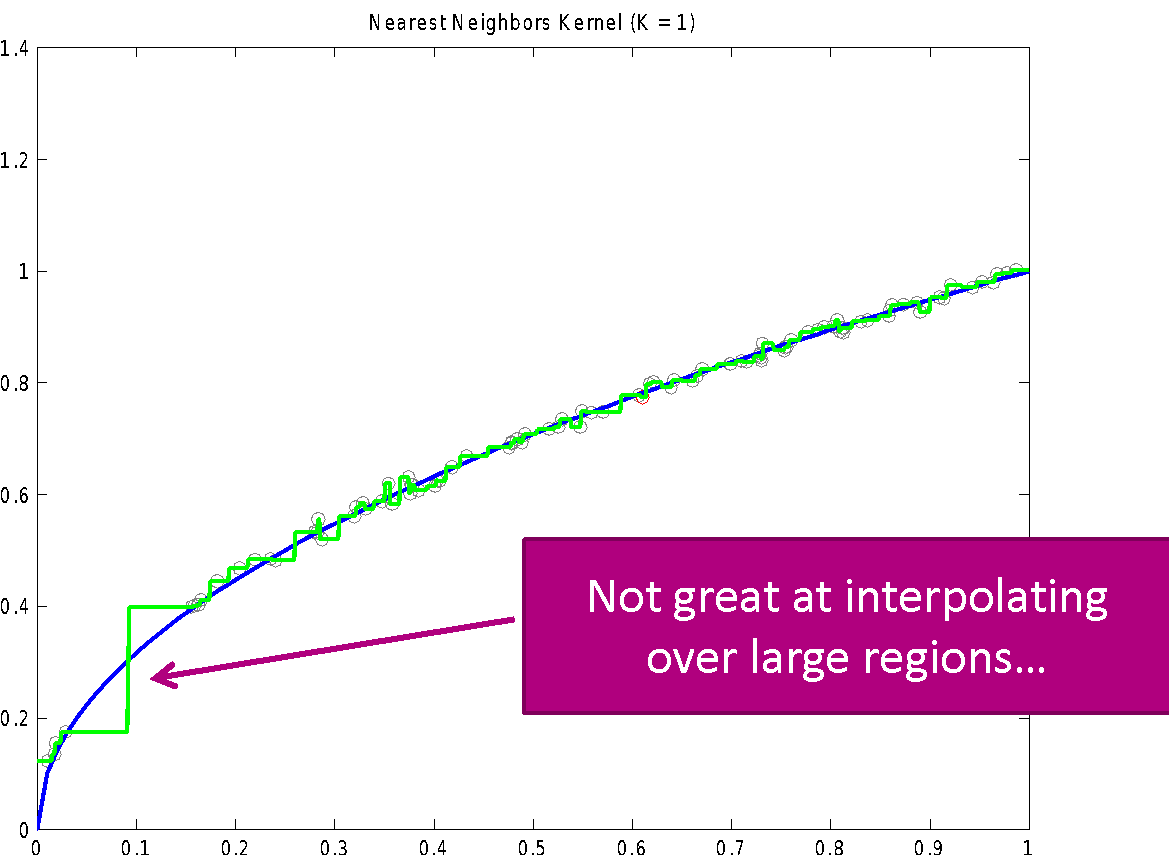 Nearest Neighbors Kernel (K = 1)
1.4
1.2
1
0.8
0.6
0.4
0.2
0
0 0.1 0.2 0.3 0.4 0.5 0.6 0.7 0.8 0.9 1
Not great at interpolating
over large regions…